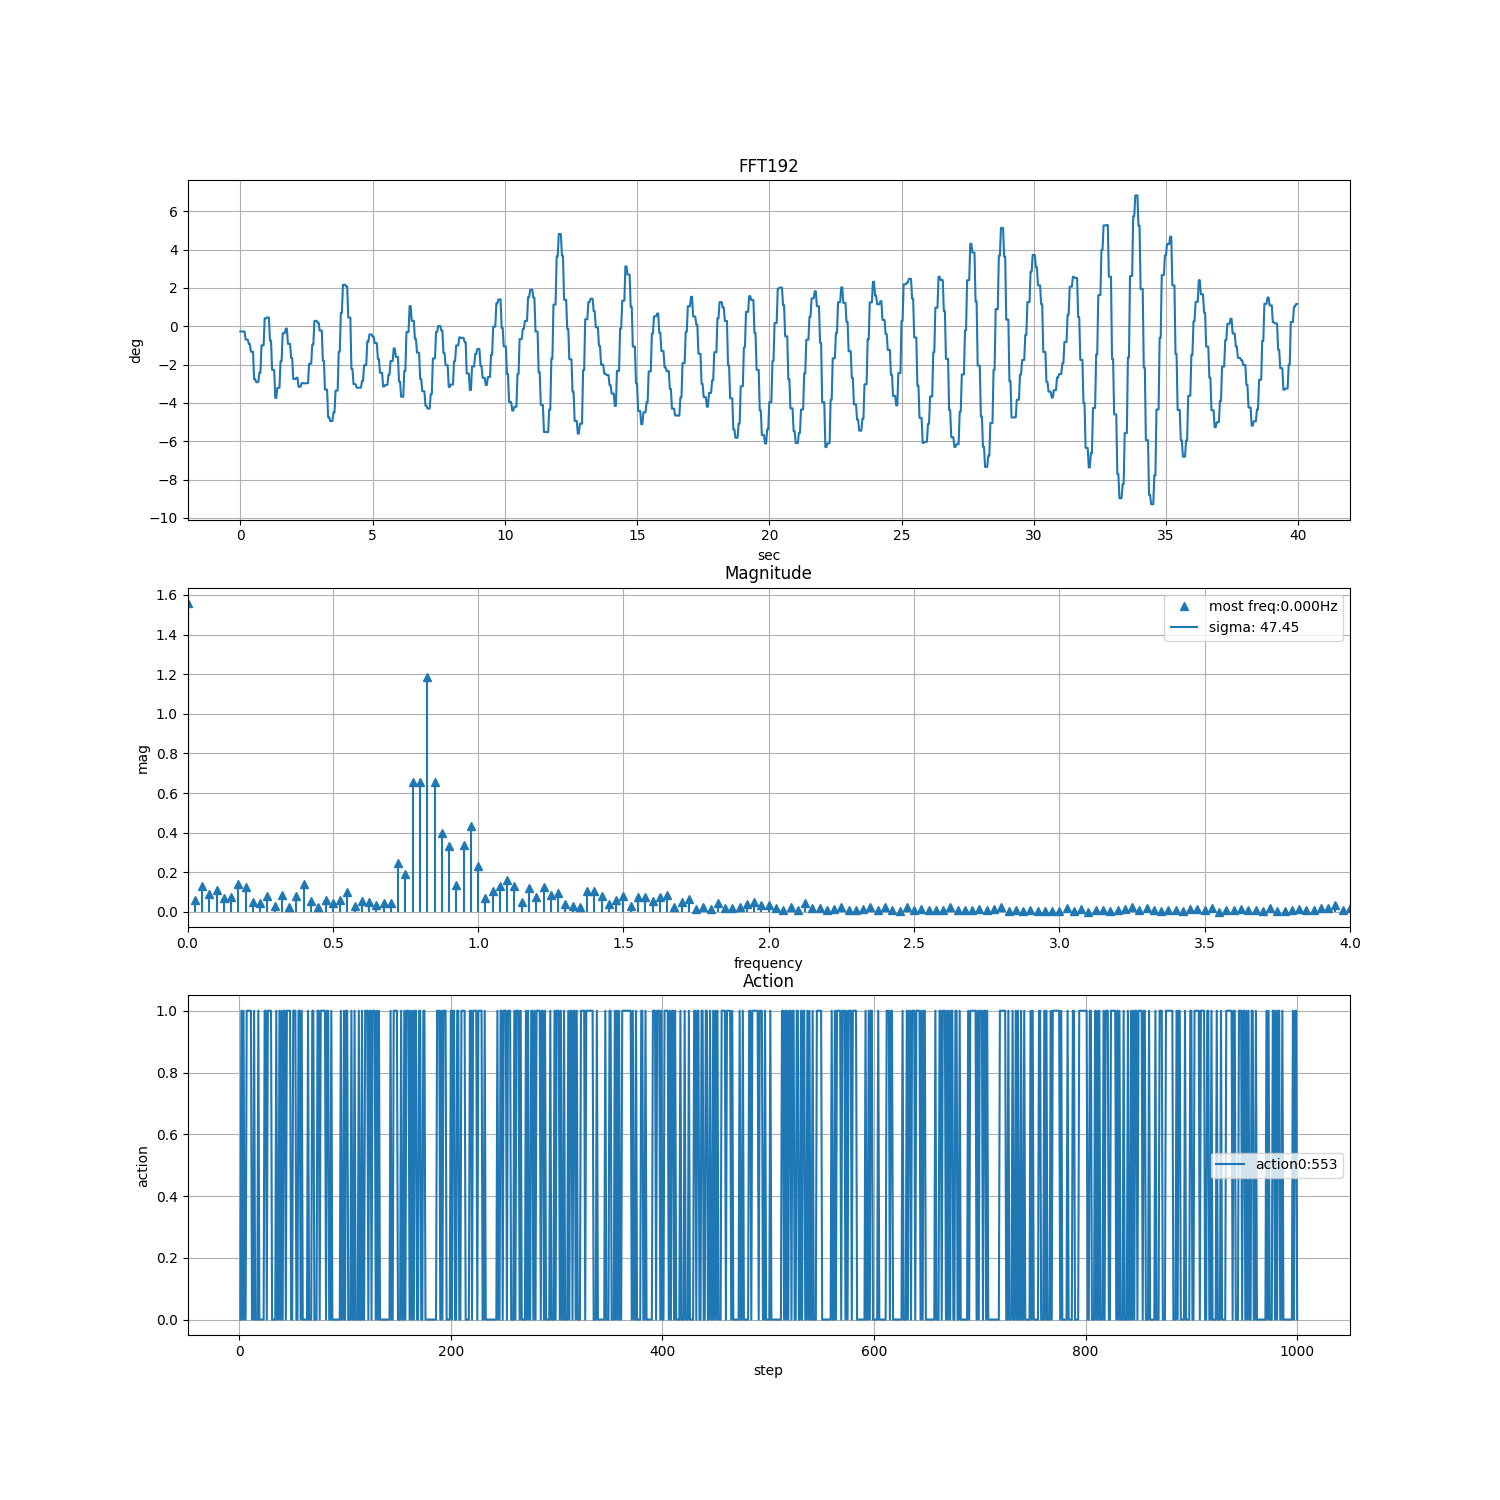 FFT192
6
4
2
0
−2
−4
−6
−8
−10
deg
0 5 10 15 20 25 30 35 40
sec
Magnitude
1.6
1.4
1.2
1.0
0.8
0.6
0.4
0.2
0.0
mag
most freq:0.000Hz
sigma: 47.45
0.0 0.5 1.0 1.5 2.0 2.5 3.0 3.5 4.0
frequency
Action
1.0
0.8
0.6
0.4
0.2
0.0
action
action0:553
0 200 400 600 800 1000
step